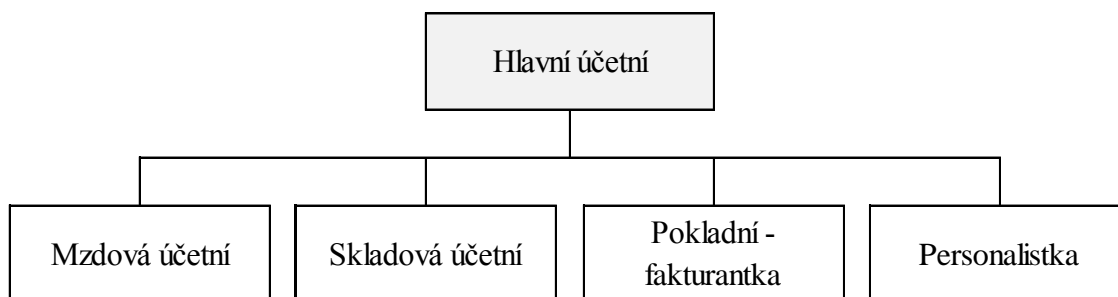 Hlavní účetní
Mzdová účetní
Skladová účetní
Pokladní -
fakturantka
Personalistka